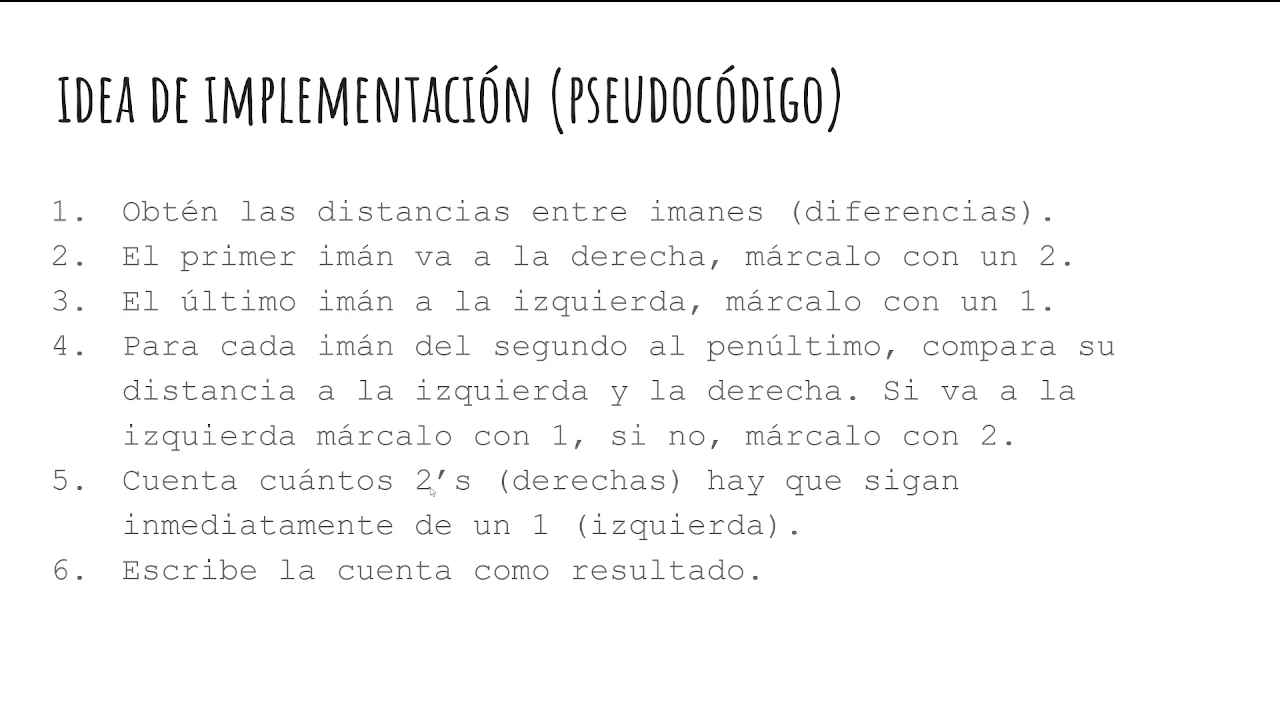 IDEA DE IMPLEMENTACIÓN (PSEUDOCÓDIGO)
1. Obtén las distancias entre imanes (diferencias).
2. El primer imán va a la derecha, márcalo con un 2.
3. El último imán a la izquierda, márcalo con un 1.
4. Para cada imán del segundo al penúltimo, compara su
distancia a la izquierda y la derecha. Si va a la
izquierda márcalo con 1, si no, márcalo con 2.
5. Cuenta cuántos 2’s (derechas) hay que sigan
inmediatamente de un 1 (izquierda).
6. Escribe la cuenta como resultado.